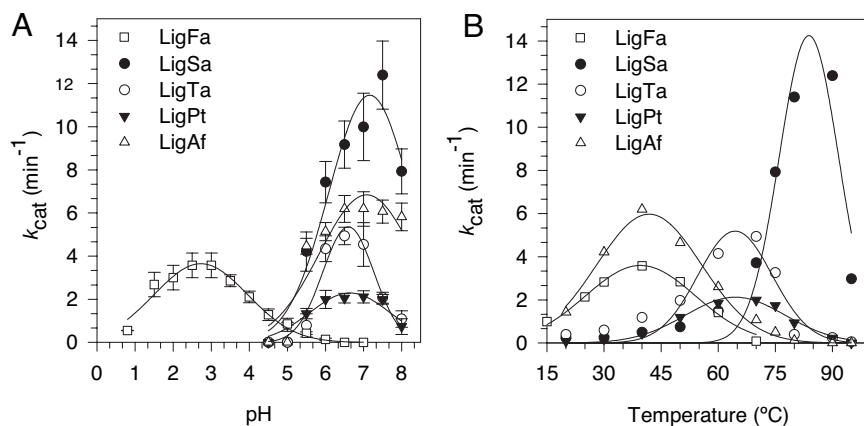 A
LigFa
LigSa
LigTa
LigPt
LigAf
14
12
10
8
6
4
2
0
kcat (min-1)
0 1 2 3 4 5 6 7 8
pH
B
LigFa
LigSa
LigTa
LigPt
LigAf
14
12
10
8
6
4
2
0
kcat (min-1)
15 30 45 60 75 90
Temperature (ºC)